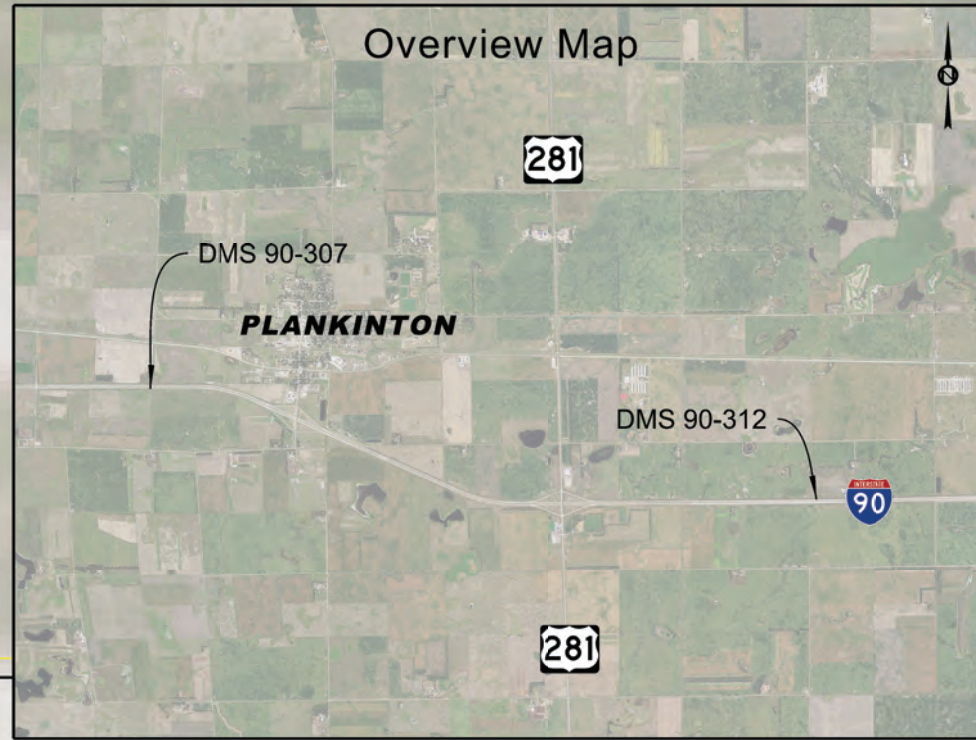 Overview Map
N
281
DMS 90-307
PLANKINTON
DMS 90-312
INTERSTATE
90
281